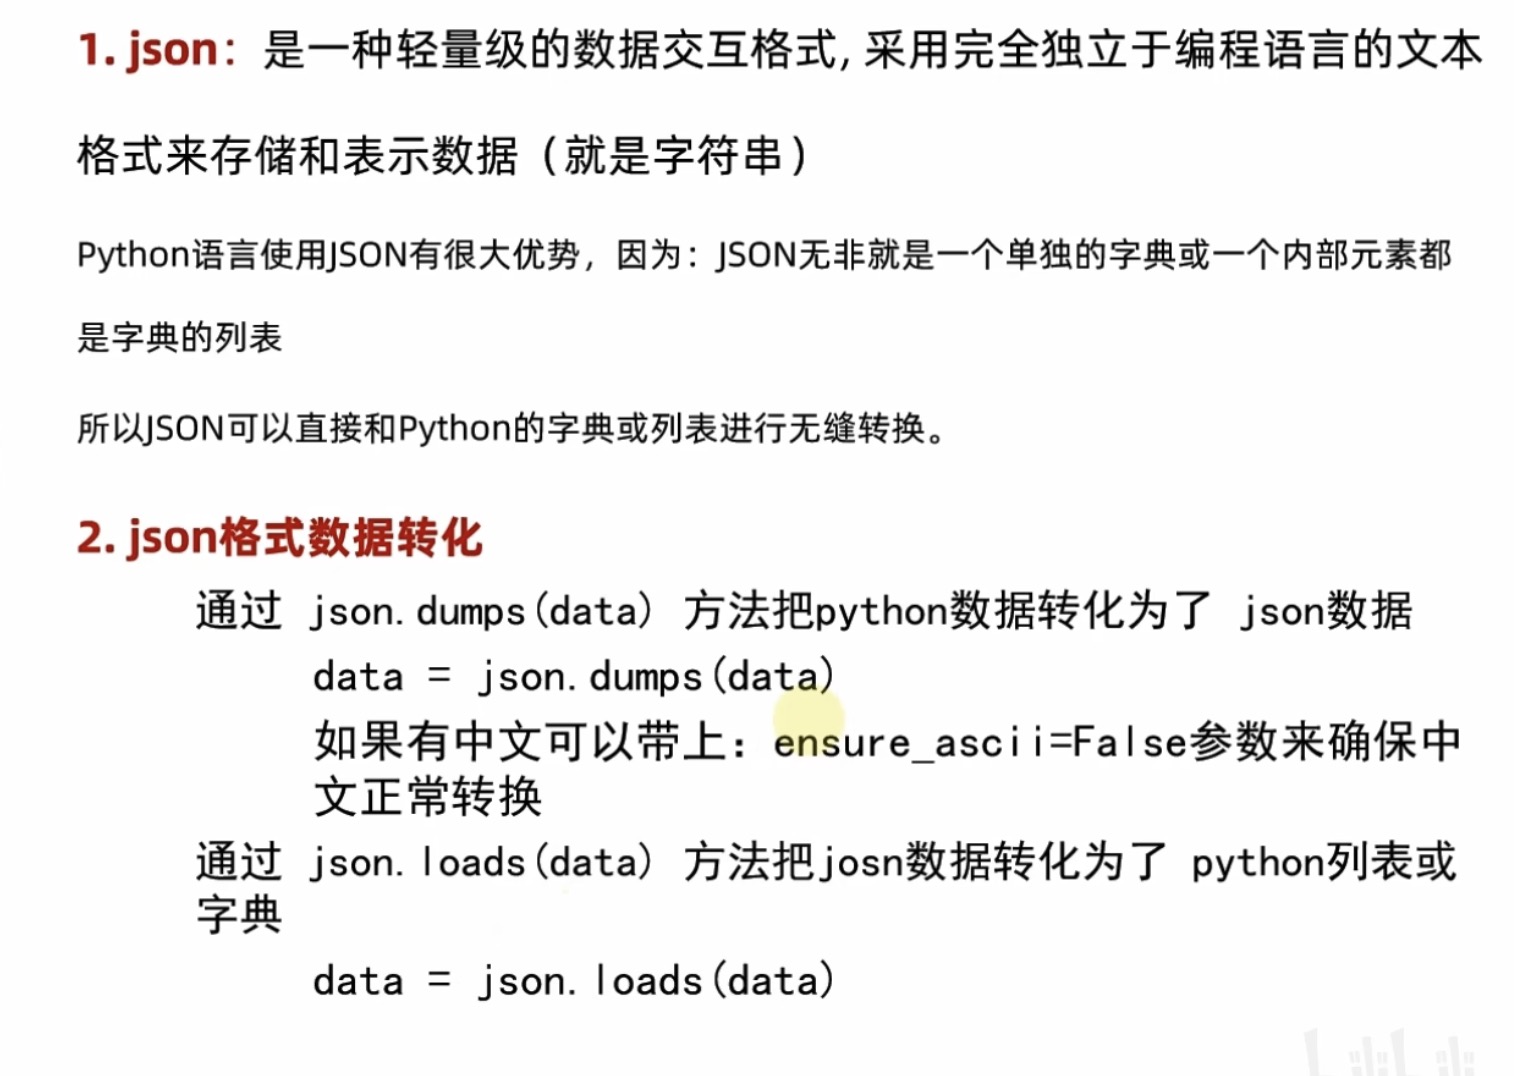 1. json：是一种轻量级的数据交互格式, 采用完全独立于编程语言的文本
格式来存储和表示数据（就是字符串）
Python语言使用JSON有很大优势，因为：JSON无非就是一个单独的字典或一个内部元素都
是字典的列表
所以JSON可以直接和Python的字典或列表进行无缝转换。
2. json格式数据转化
通过 json.dumps(data) 方法把python数据转化为了 json数据
data = json.dumps(data)
如果有中文可以带上：ensure_ascii=False参数来确保中
文正常转换
通过 json.loads(data) 方法把josn数据转化为了 python列表或
字典
data = json.loads(data)